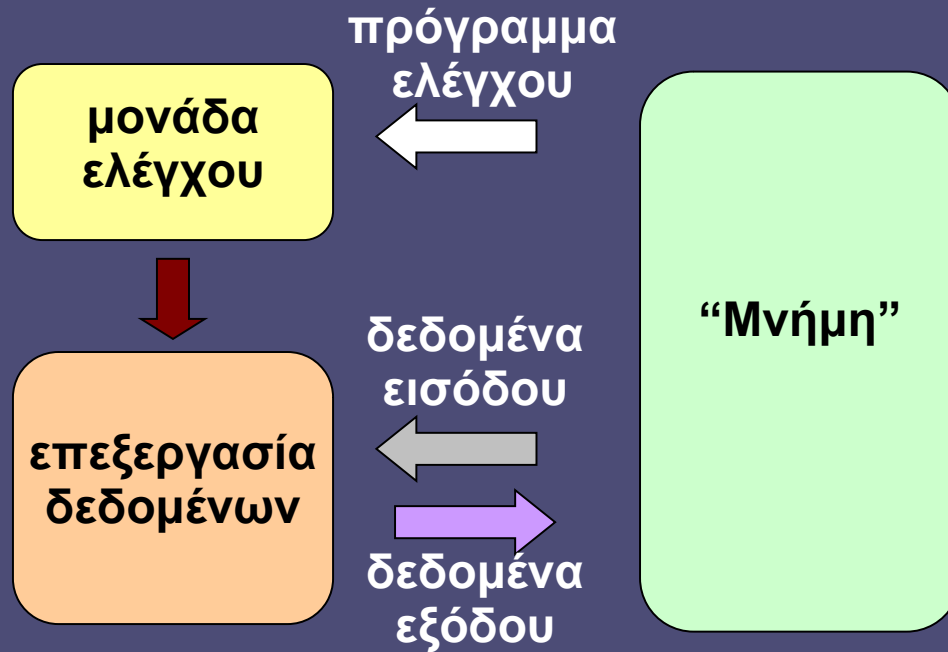 πρόγραμμα
ελέγχου
μονάδα
ελέγχου
“Μνήμη”
δεδομένα
εισόδου
επεξεργασία
δεδομένων
δεδομένα
εξόδου